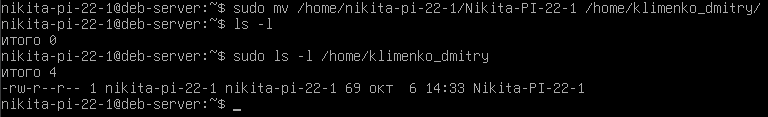 nikita-pi-22-1@deb-server:~$ sudo mv /home/nikita-pi-22-1/Nikita-PI-22-1 /home/klimenko_dmitry/
nikita-pi-22-1@deb-server:~$ ls -l
итого 0
nikita-pi-22-1@deb-server:~$ sudo ls -l /home/klimenko_dmitry
итого 4
-rw-r--r-- 1 nikita-pi-22-1 nikita-pi-22-1 69 окт  6 14:33 Nikita-PI-22-1
nikita-pi-22-1@deb-server:~$ _